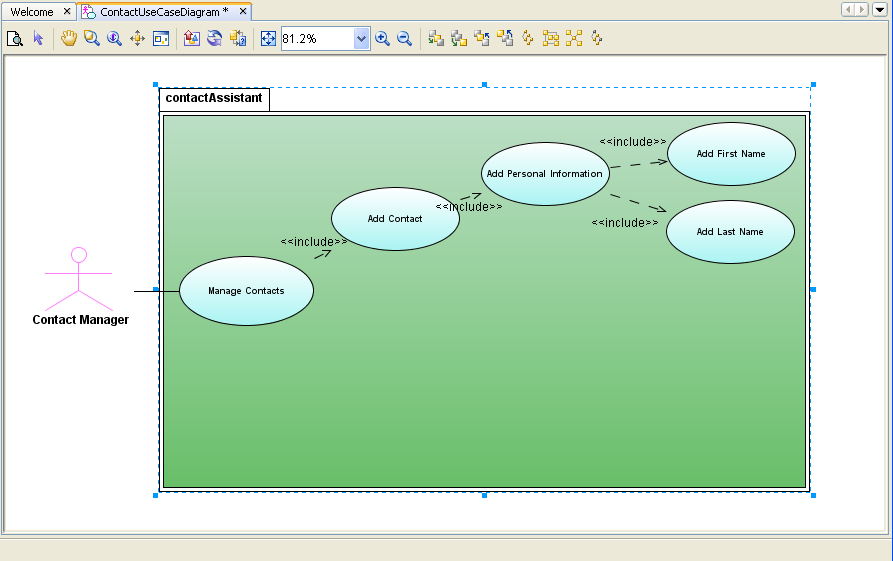 Welcome
ContactUseCaseDiagram *
81.2%
contactAssistant
<<include>>
Add First Name
Add Personal Information
<<include>>
Add Contact
<<include>>
Add Last Name
<<include>>
Manage Contacts
Contact Manager